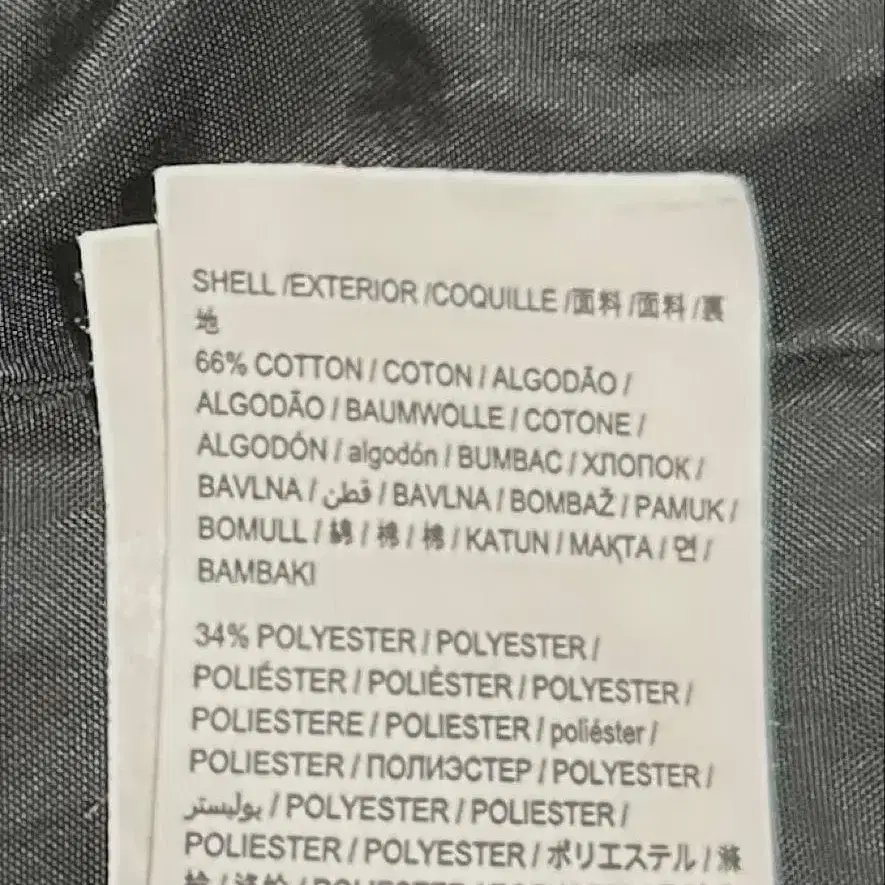 SHELL /EXTERIOR /COQUILLE /面料 /面料 /裏
地
66% COTTON / COTON / ALGODÃO /
ALGODÃO / BAUMWOLLE / COTONE /
ALGODÓN / algodón / BUMBAC / ХЛОПОК /
BAVLNA / قطن / BAVLNA / BOMBAŽ / PAMUK /
BOMULL / 綿 / 棉 / 棉 / KATUN / МАҚТА / 면 /
BAMBAKI
34% POLYESTER / POLYESTER /
POLIÉSTER / POLIÉSTER / POLYESTER /
POLIESTERE / POLIESTER / poliéster /
POLIESTER / ПОЛИЭСТЕР / POLYESTER /
بوليستر / POLYESTER / POLIESTER /
POLIESTER / POLYESTER / ポリエステル / 滌